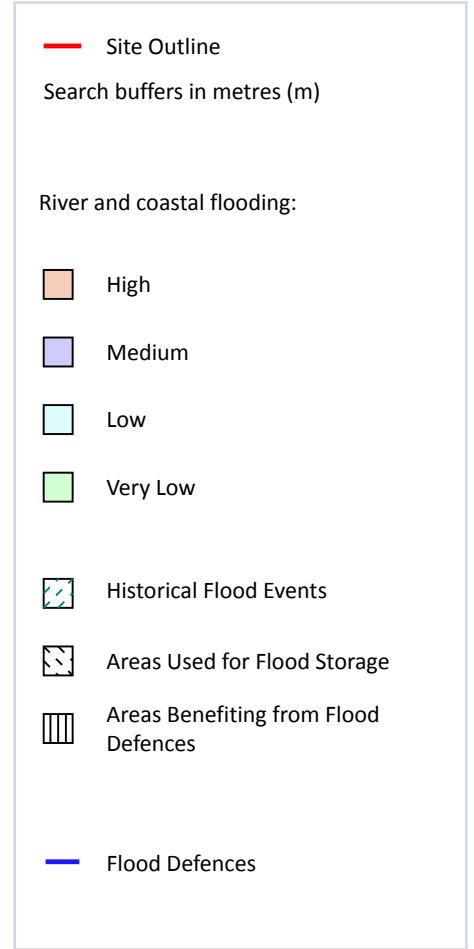 Site Outline
Search buffers in metres (m)
River and coastal flooding:
High
Medium
Low
Very Low
Historical Flood Events
Areas Used for Flood Storage
Areas Benefiting from Flood
Defences
Flood Defences